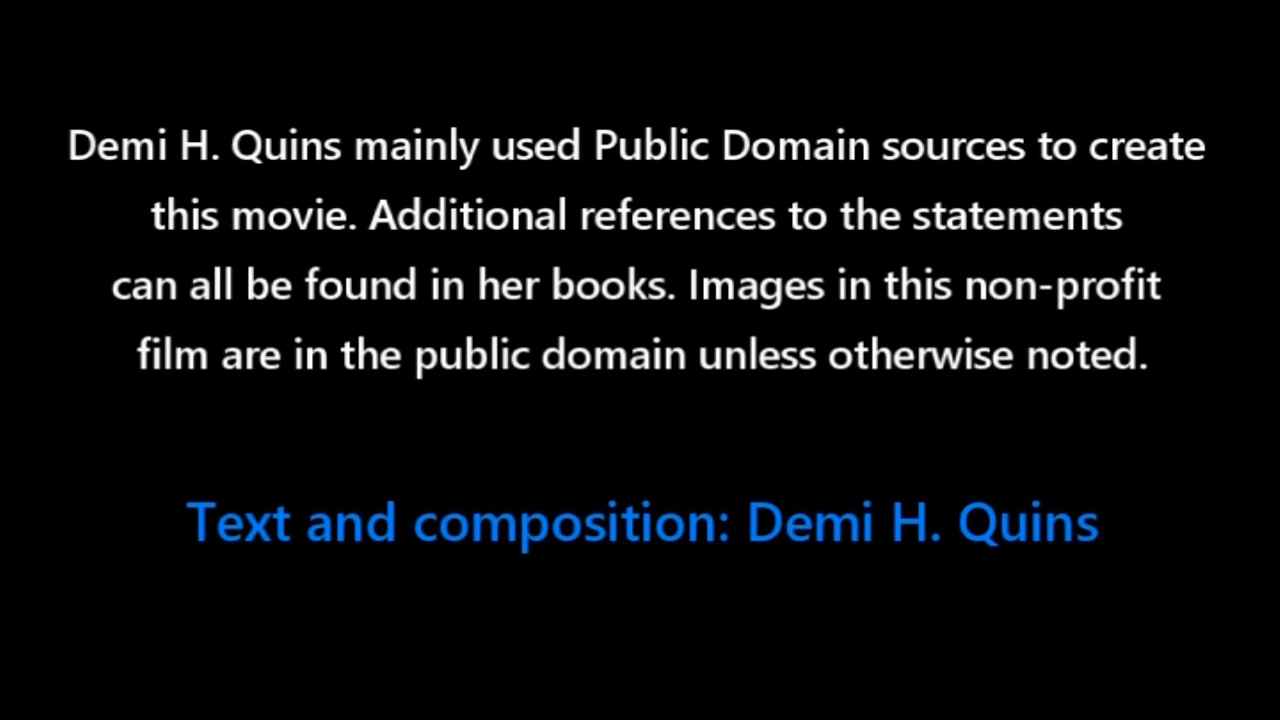 Demi H. Quins mainly used Public Domain sources to create
this movie. Additional references to the statements
can all be found in her books. Images in this non-profit
film are in the public domain unless otherwise noted.
Text and composition: Demi H. Quins